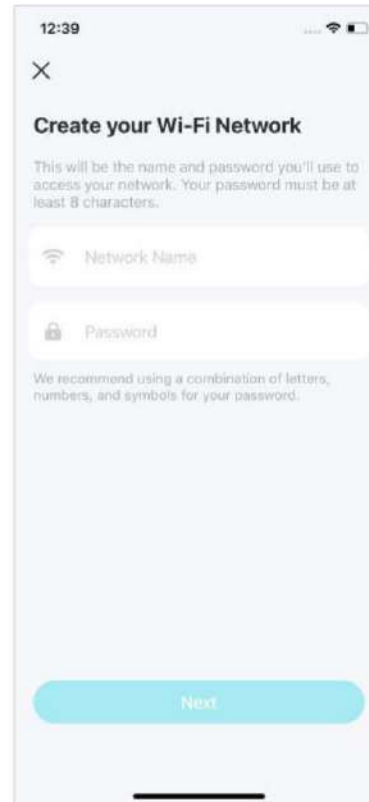 12:39
Create your Wi-Fi Network
This will be the name and password you'll use to
access your network. Your password must be at
least 8 characters.
Network Name
Password
We recommend using a combination of letters,
numbers, and symbols for your password.
Next